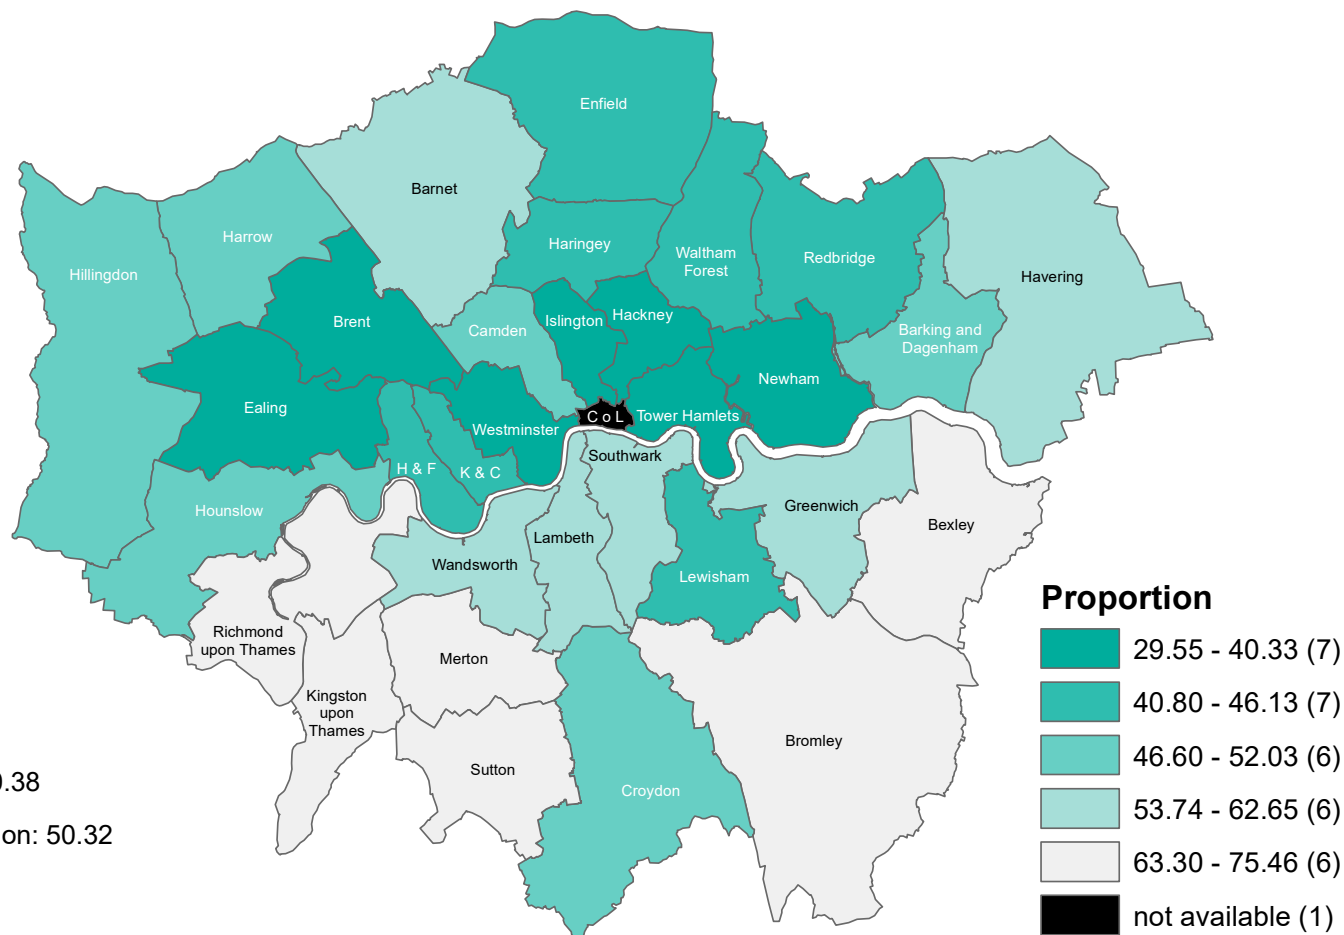 Enfield
Barnet
Harrow
Haringey
Waltham
Forest
Redbridge
Hillingdon
Havering
Brent
Camden
Islington
Hackney
Barking and
Dagenham
Newham
Ealing
Westminster
C o L
Tower Hamlets
H & F
K & C
Southwark
Hounslow
Greenwich
Bexley
Lambeth
Wandsworth
Lewisham
Richmond
upon Thames
Merton
Kingston
upon
Thames
Bromley
Sutton
Croydon
.38
on: 50.32
Proportion
29.55 - 40.33 (7)
40.80 - 46.13 (7)
46.60 - 52.03 (6)
53.74 - 62.65 (6)
63.30 - 75.46 (6)
not available (1)